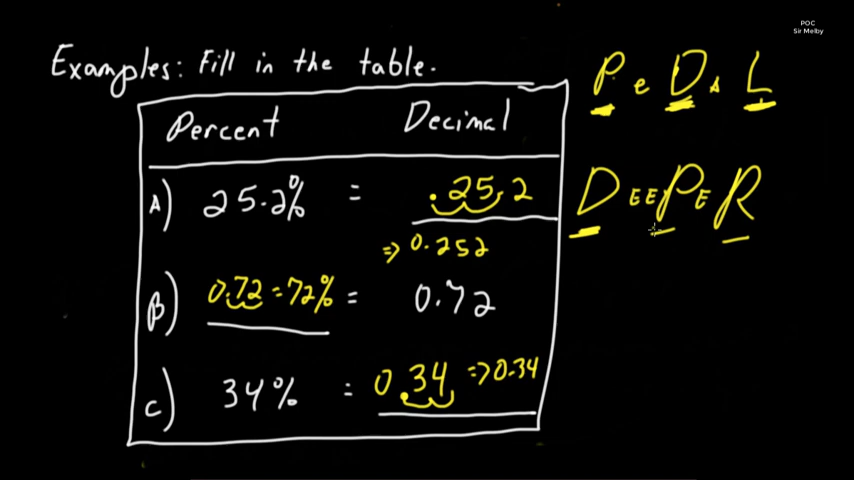 POC
Sir Melby
Examples: Fill in the table.
PeDaL
Percent Decimal
A) 25.2% = .25.2
=> 0.252
DEEPER
B) 0.72 = 72% = 0.72
C) 34% = 0.34 => 0.34